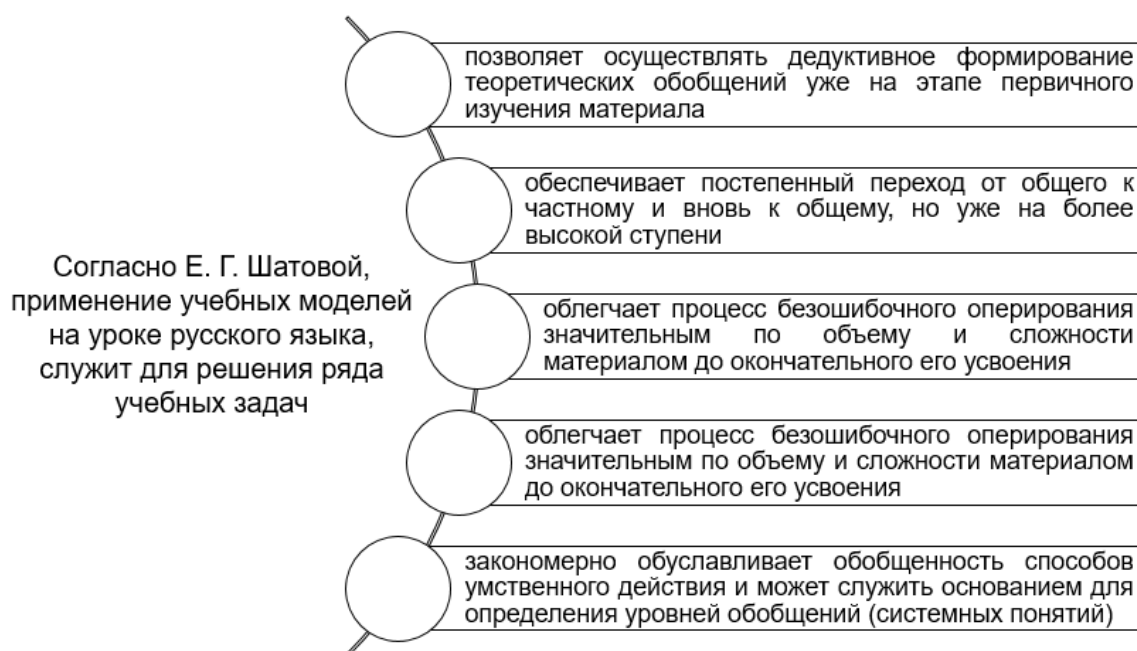 Согласно Е. Г. Шатовой,
применение учебных моделей
на уроке русского языка,
служит для решения ряда
учебных задач
позволяет осуществлять дедуктивное формирование
теоретических обобщений уже на этапе первичного
изучения материала
обеспечивает постепенный переход от общего к
частному и вновь к общему, но уже на более
высокой ступени
облегчает процесс безошибочного оперирования
значительным по объему и сложности
материалом до окончательного его усвоения
облегчает процесс безошибочного оперирования
значительным по объему и сложности материалом
до окончательного его усвоения
закономерно обуславливает обобщенность способов
умственного действия и может служить основанием для
определения уровней обобщений (системных понятий)